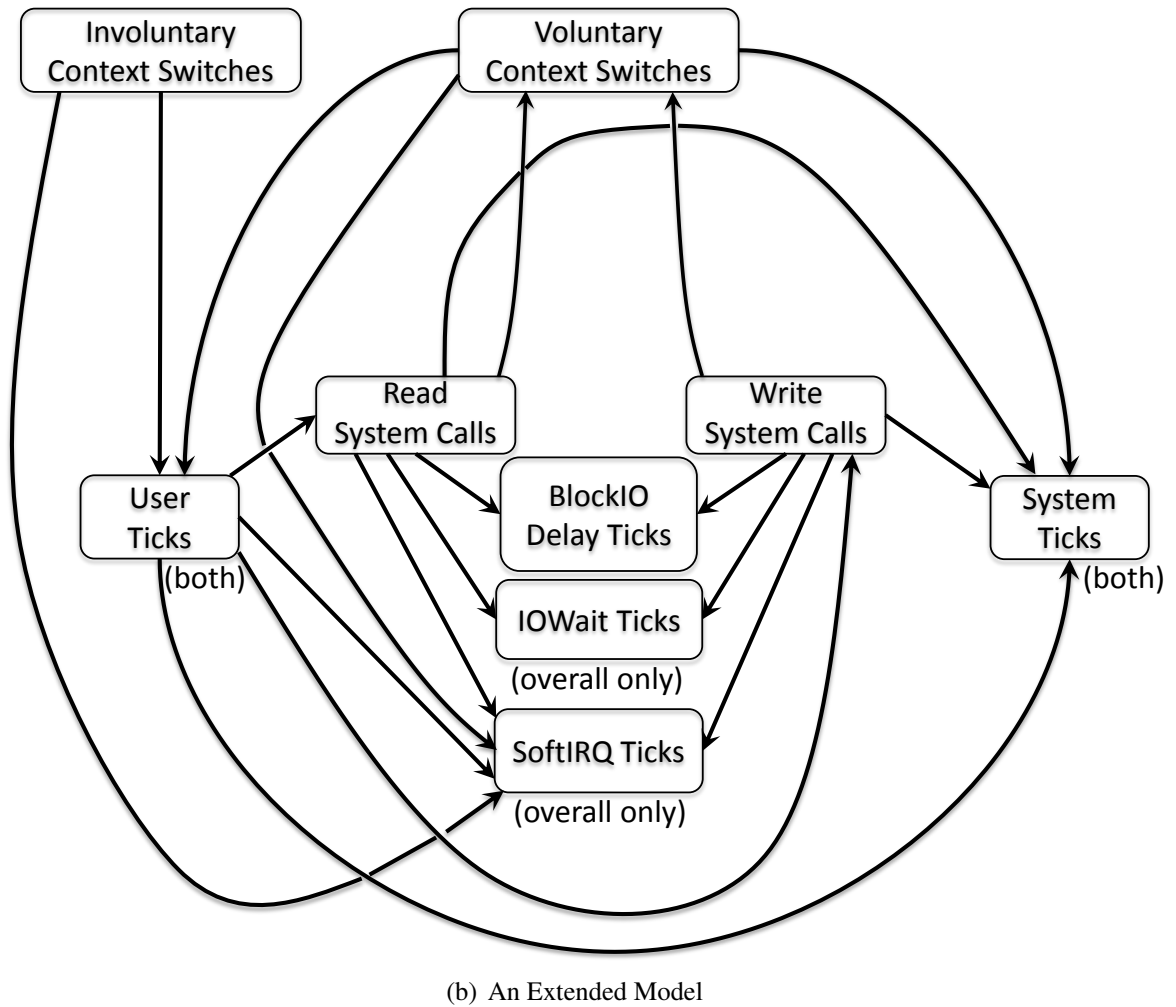 Involuntary
Context Switches
Voluntary
Context Switches
Read
System Calls
Write
System Calls
User
Ticks
(both)
BlockIO
Delay Ticks
System
Ticks
(both)
IOWait Ticks
(overall only)
SoftIRQ Ticks
(overall only)
(b) An Extended Model